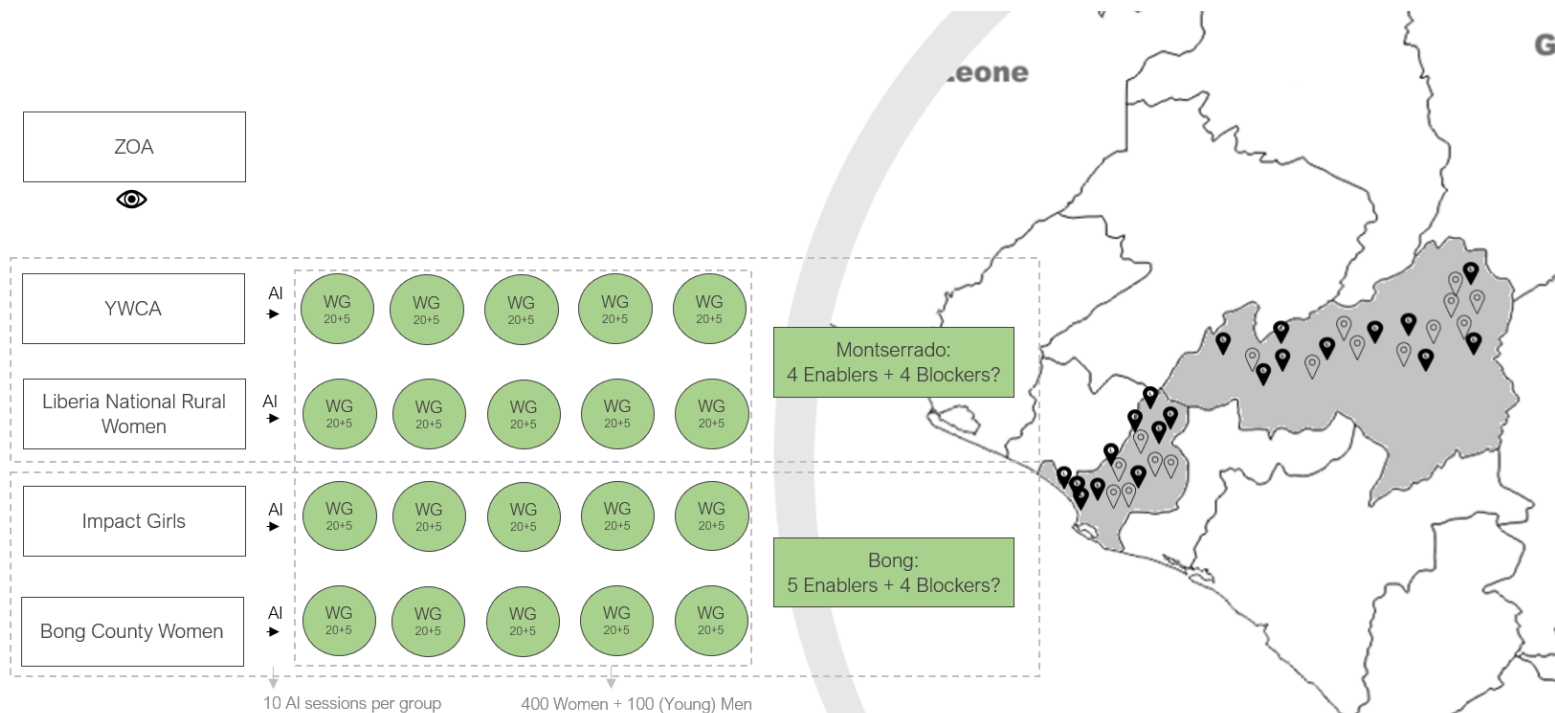 .eone
G
ZOA
YWCA
AI
WG
20+5
WG
20+5
WG
20+5
WG
20+5
WG
20+5
Montserrado:
4 Enablers + 4 Blockers?
Liberia National Rural
Women
AI
WG
20+5
WG
20+5
WG
20+5
WG
20+5
WG
20+5
Impact Girls
AI
WG
20+5
WG
20+5
WG
20+5
WG
20+5
WG
20+5
Bong:
5 Enablers + 4 Blockers?
Bong County Women
AI
WG
20+5
WG
20+5
WG
20+5
WG
20+5
WG
20+5
10 AI sessions per group
400 Women + 100 (Young) Men